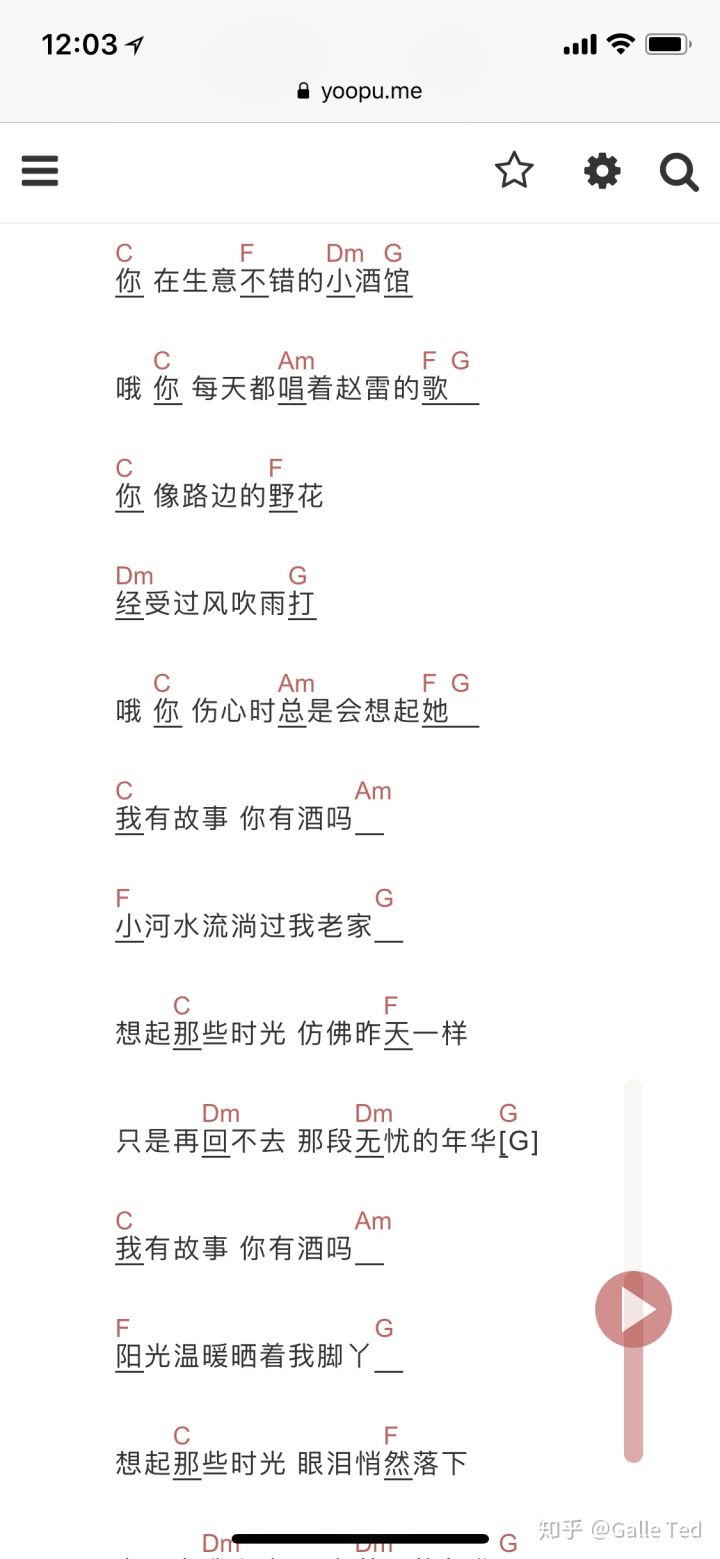 12:03
yoopu.me
C F Dm G
你 在生意不错的小酒馆
C Am F G
哦 你 每天都唱着赵雷的歌
C F
你 像路边的野花
Dm G
经受过风吹雨打
C Am F G
哦 你 伤心时总是会想起她
C Am
我有故事 你有酒吗
F G
小河水流淌过我老家
C F
想起那些时光 仿佛昨天一样
Dm Dm G
只是再回不去 那段无忧的年华[G]
C Am
我有故事 你有酒吗
F G
阳光温暖晒着我脚丫
C F
想起那些时光 眼泪悄然落下
Dm Dm G
知乎 @Galle Ted